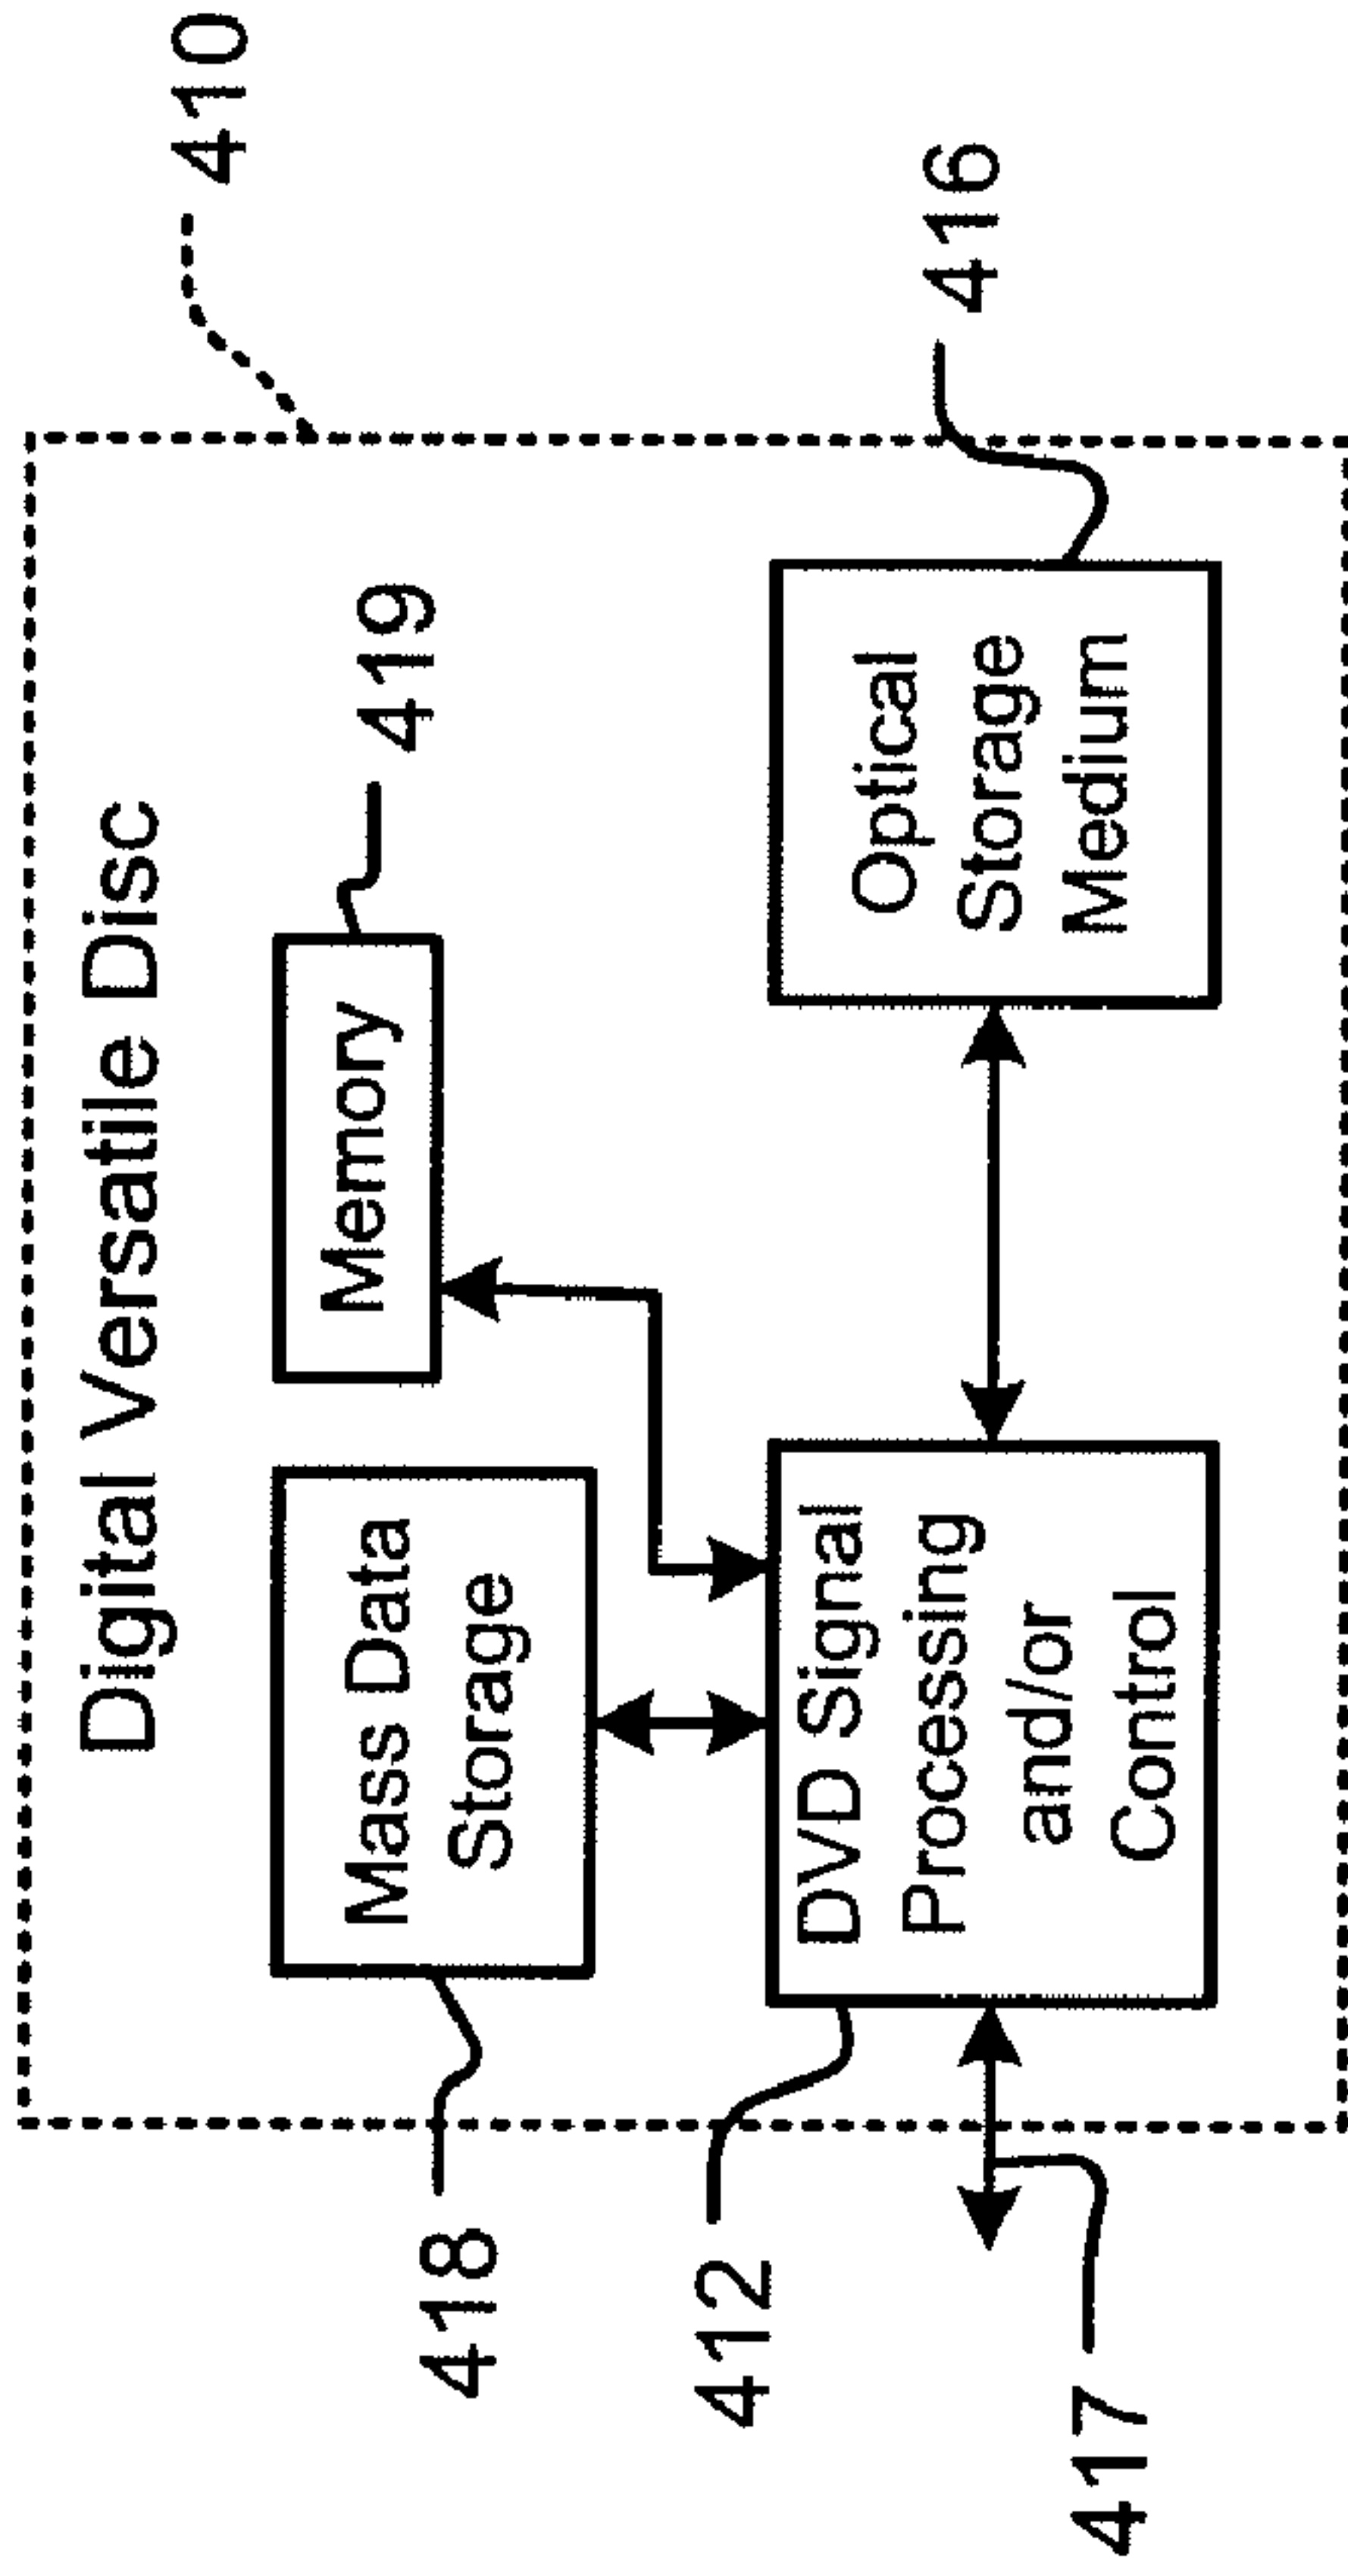 Digital Versatile Disc
410
418
Mass Data
Storage
Memory
419
412
DVD Signal
Processing
and/or
Control
Optical
Storage
Medium
416
417